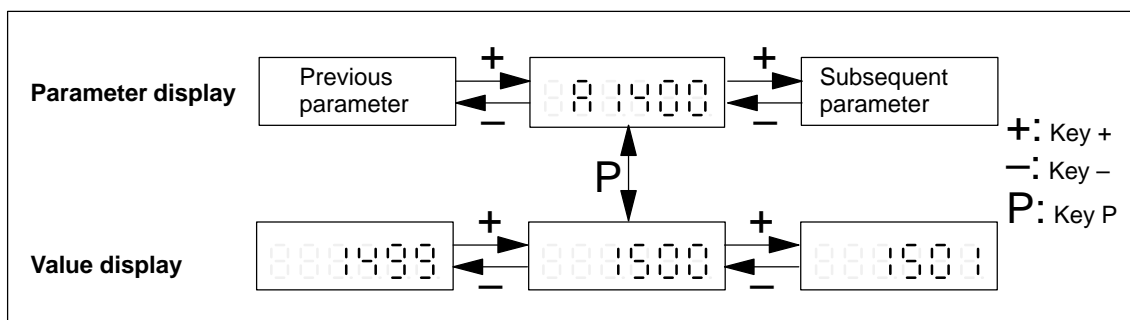 + +
Parameter display Previous parameter A1400 Subsequent parameter
− −
+: Key +
−: Key –
P
P: Key P
+ +
Value display 1499 1500 1501
− −